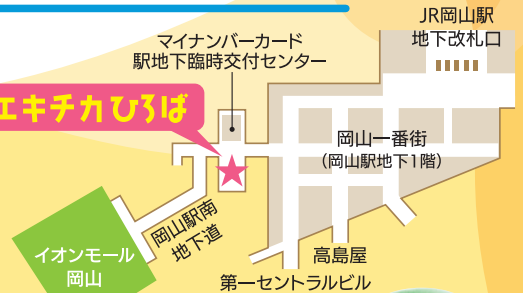 JR岡山駅
地下改札口
マイナンバーカード
駅地下臨時交付センター
エキチカひろば
岡山一番街
（岡山駅地下1階）
岡山駅南
地下道
イオンモール
岡山
高島屋
第一セントラルビル